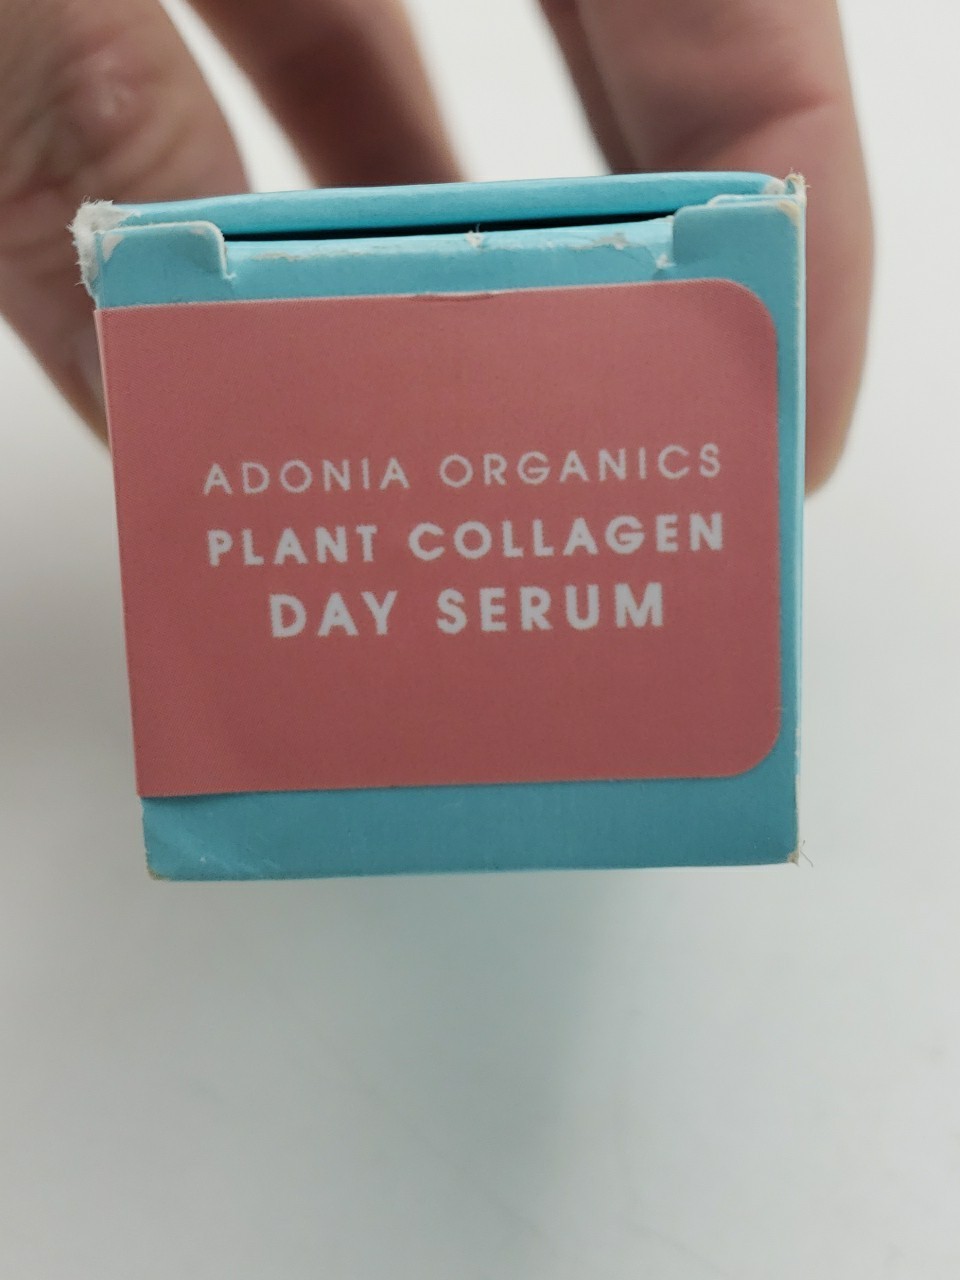 ADONIA ORGANICS
PLANT COLLAGEN
DAY SERUM